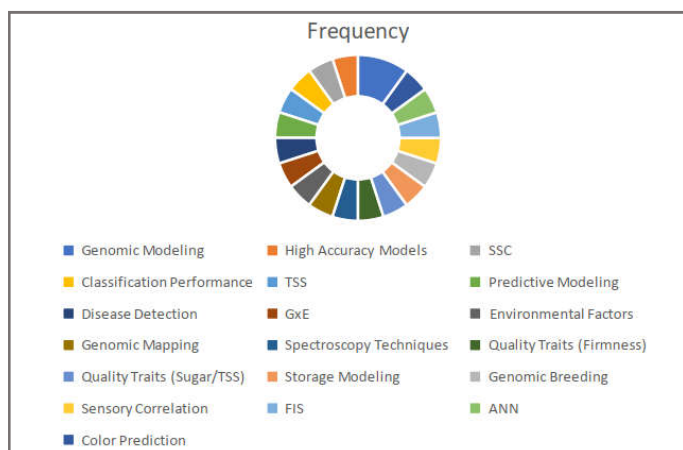 Frequency
Genomic Modeling High Accuracy Models SSC
Classification Performance TSS Predictive Modeling
Disease Detection GxE Environmental Factors
Genomic Mapping Spectroscopy Techniques Quality Traits (Firmness)
Quality Traits (Sugar/TSS) Storage Modeling Genomic Breeding
Sensory Correlation FIS ANN
Color Prediction